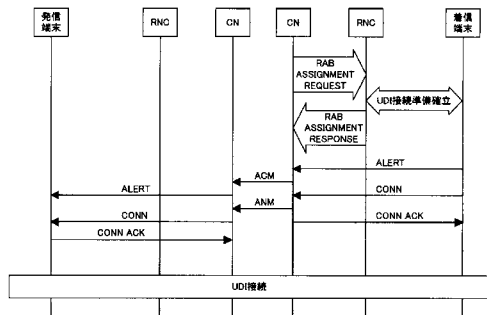 発信
端末
RNC
CN
CN
RNC
着信
端末
RAB
ASSIGNMENT
REQUEST
UDI接続準備確立
RAB
ASSIGNMENT
RESPONSE
ALERT
ACM
ALERT
CONN
ANM
CONN
CONN ACK
CONN ACK
UDI接続